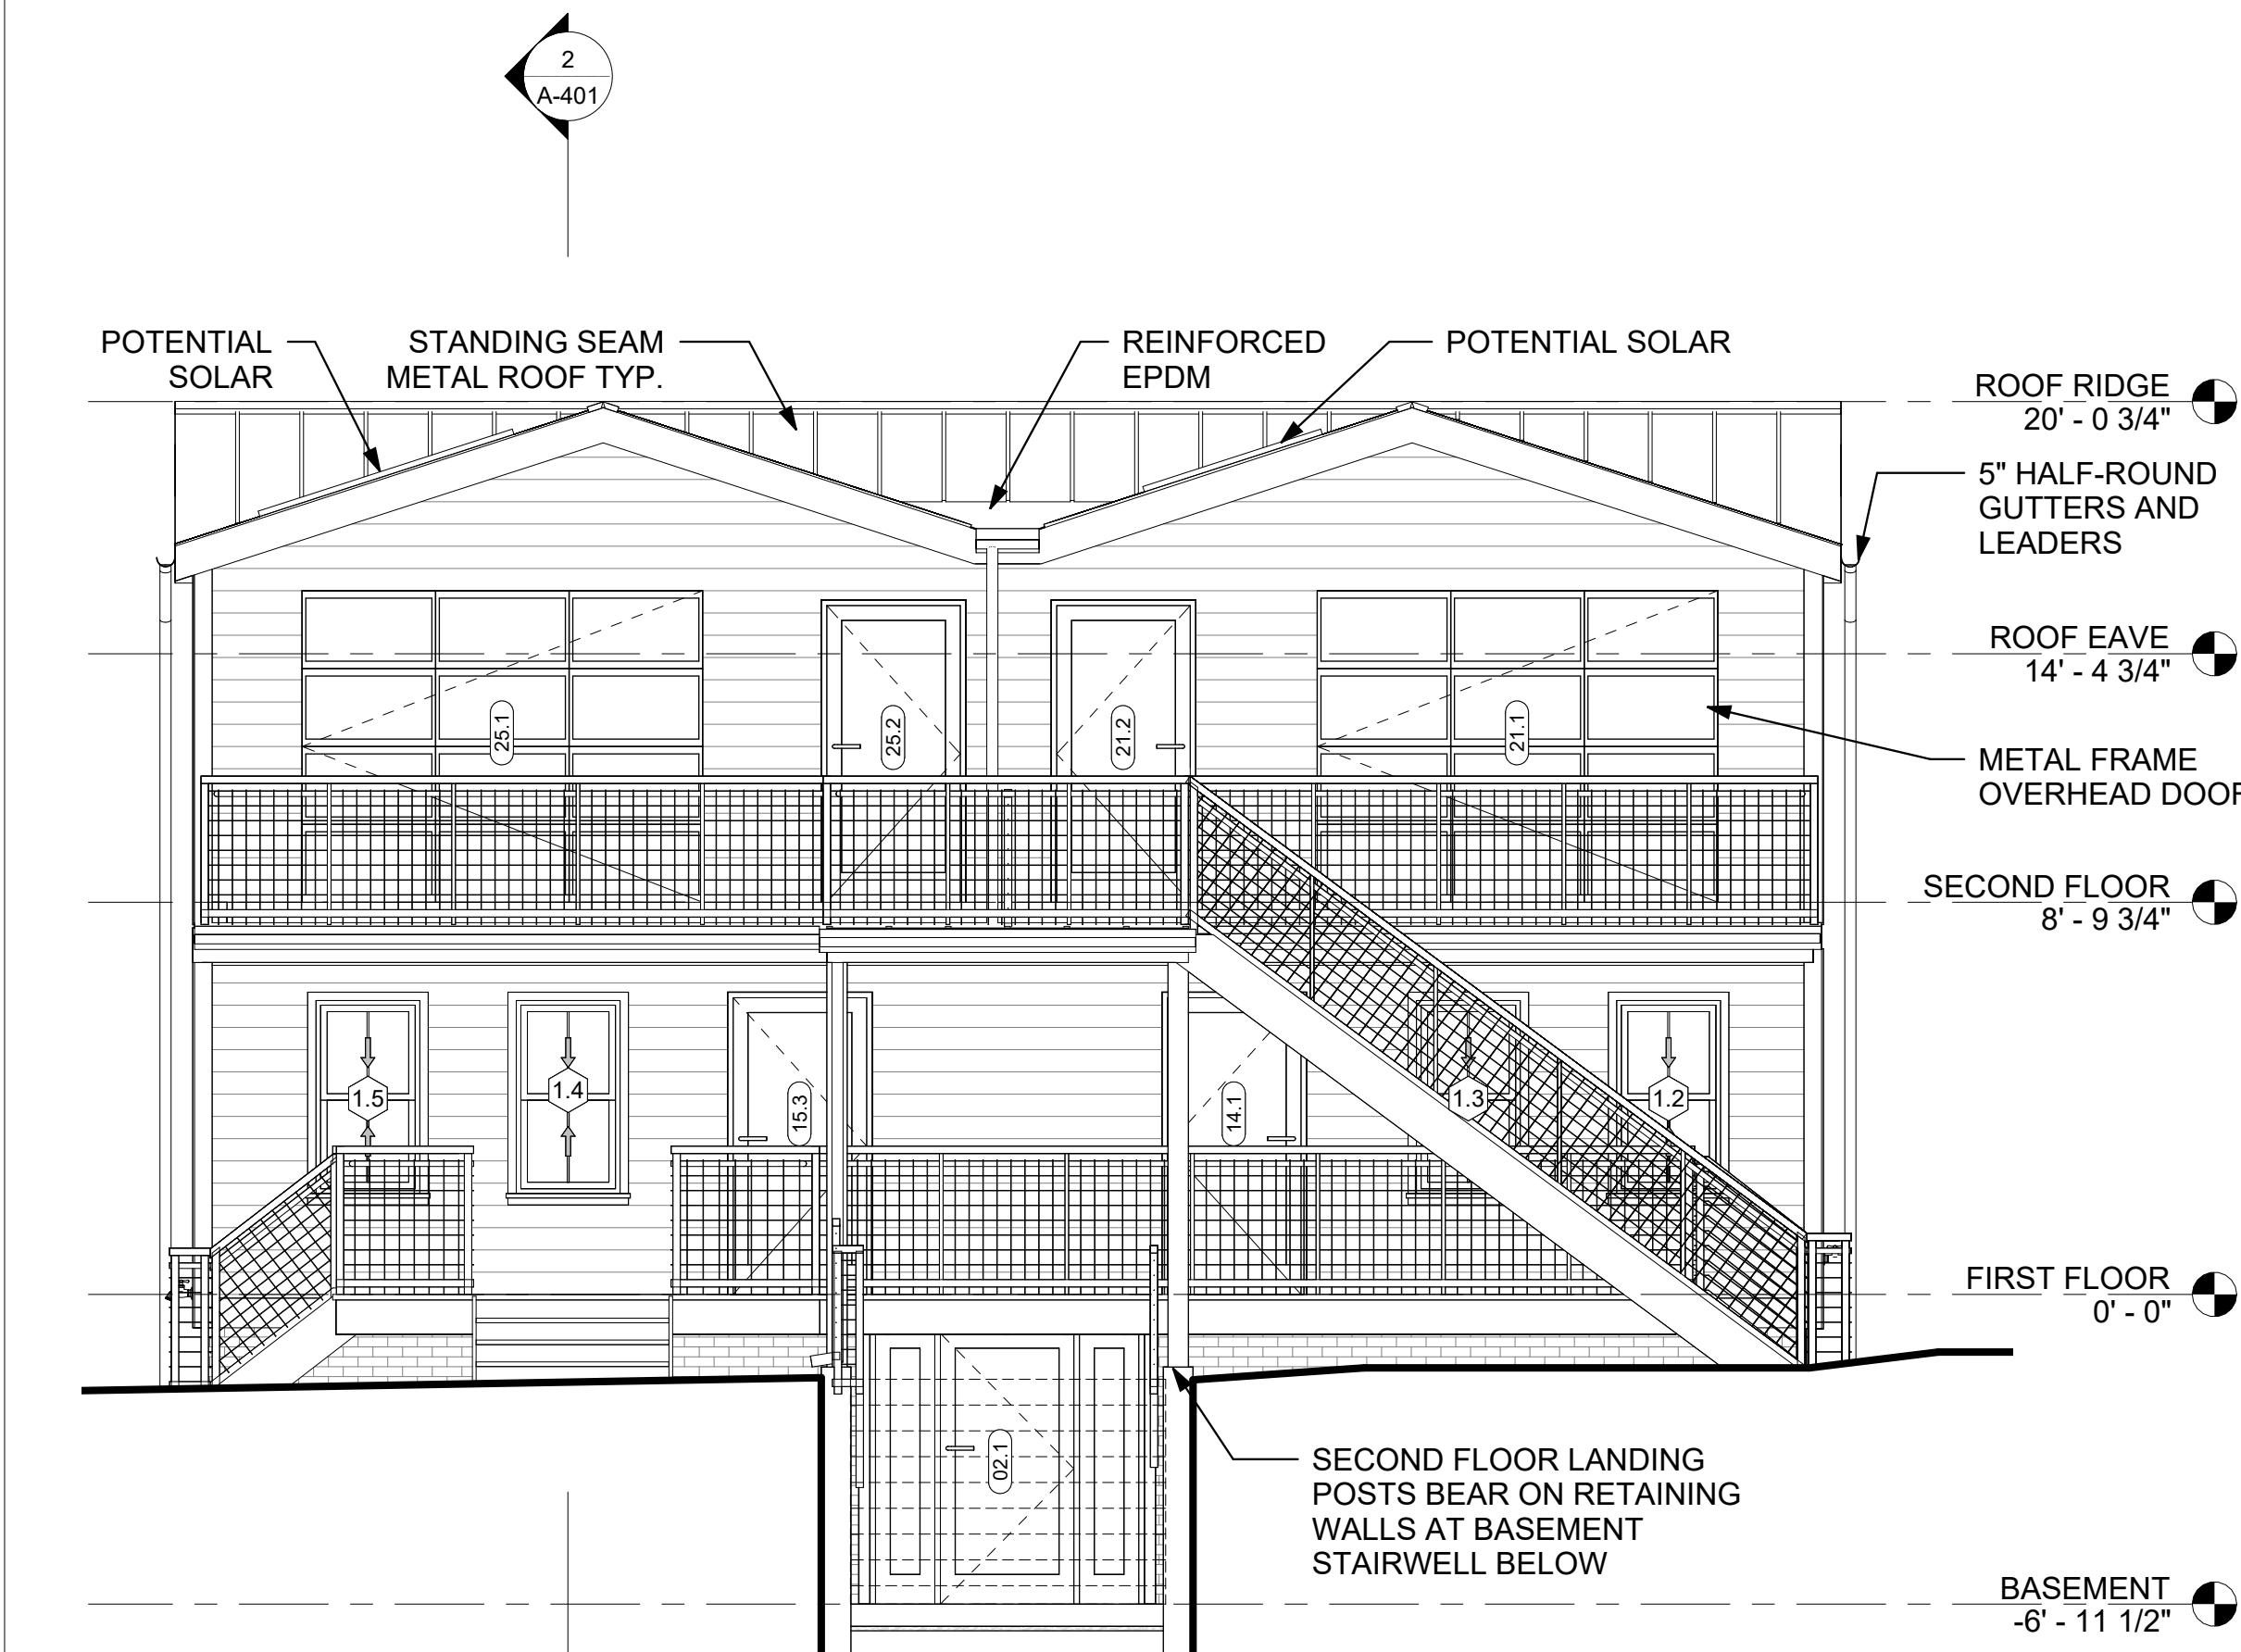 2
A-401
POTENTIAL
SOLAR
STANDING SEAM
METAL ROOF TYP.
REINFORCED
EPDM
POTENTIAL SOLAR
ROOF RIDGE
20' - 0 3/4"
5" HALF-ROUND
GUTTERS AND
LEADERS
ROOF EAVE
14' - 4 3/4"
25.1
25.2
21.2
21.1
METAL FRAME
OVERHEAD
SECOND FLOOR
8' - 9 3/4"
1.5
1.4
15.3
14.1
1.3
1.2
FIRST FLOOR
0' - 0"
02.1
SECOND FLOOR LANDING
POSTS BEAR ON RETAINING
WALLS AT BASEMENT
STAIRWELL BELOW
BASEMENT
-6' - 11 1/2"